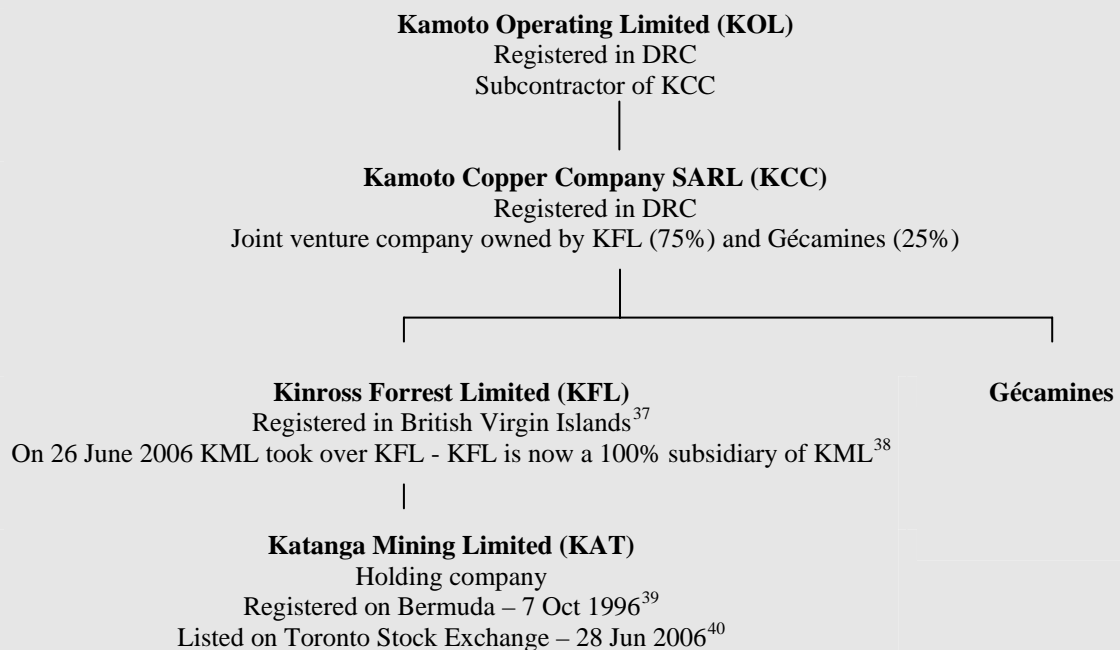 Kamoto Operating Limited (KOL)
Registered in DRC
Subcontractor of KCC
Kamoto Copper Company SARL (KCC)
Registered in DRC
Joint venture company owned by KFL (75%) and Gécamines (25%)
Kinross Forrest Limited (KFL)
Registered in British Virgin Islands37
On 26 June 2006 KML took over KFL - KFL is now a 100% subsidiary of KML38
Gécamines
Katanga Mining Limited (KAT)
Holding company
Registered on Bermuda – 7 Oct 199639
Listed on Toronto Stock Exchange – 28 Jun 200640